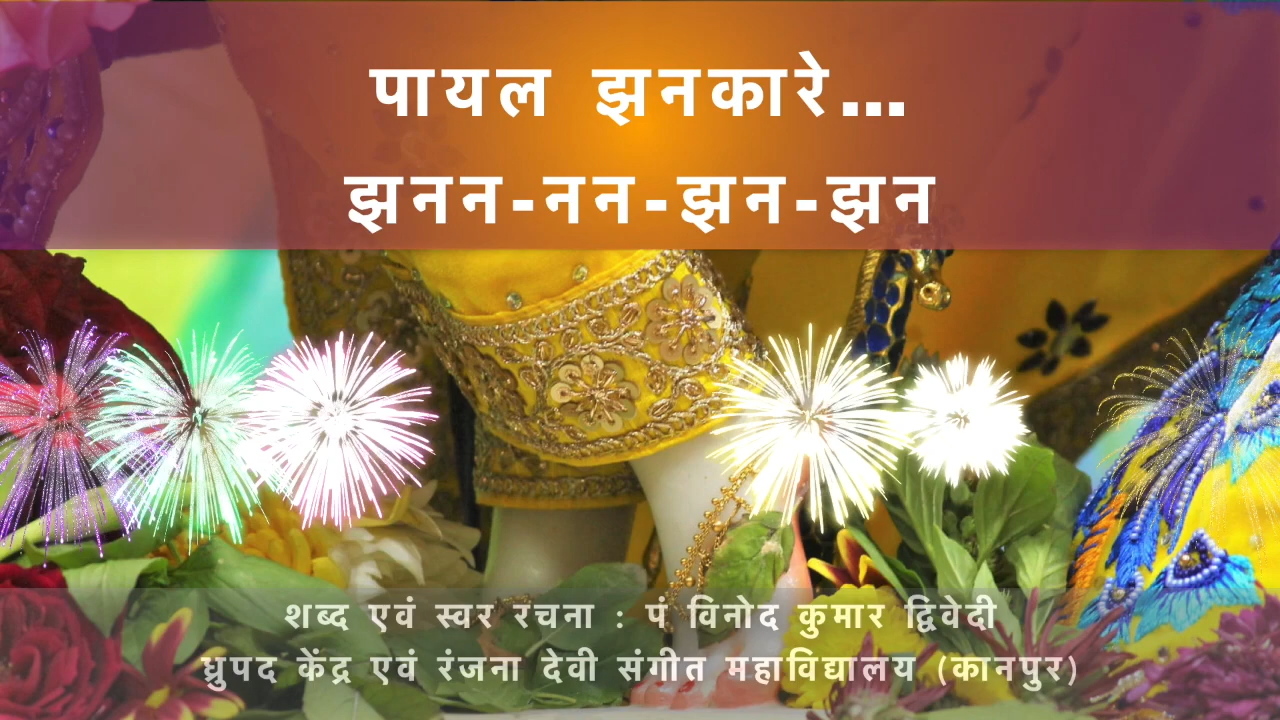 पायल झनकारे...
झनन-नन-झन-झन
शब्द एवं स्वर रचना : पं विनोद कुमार द्विवेदी
ध्रुपद केंद्र एवं रंजना देवी संगीत महाविद्यालय (कानपुर)